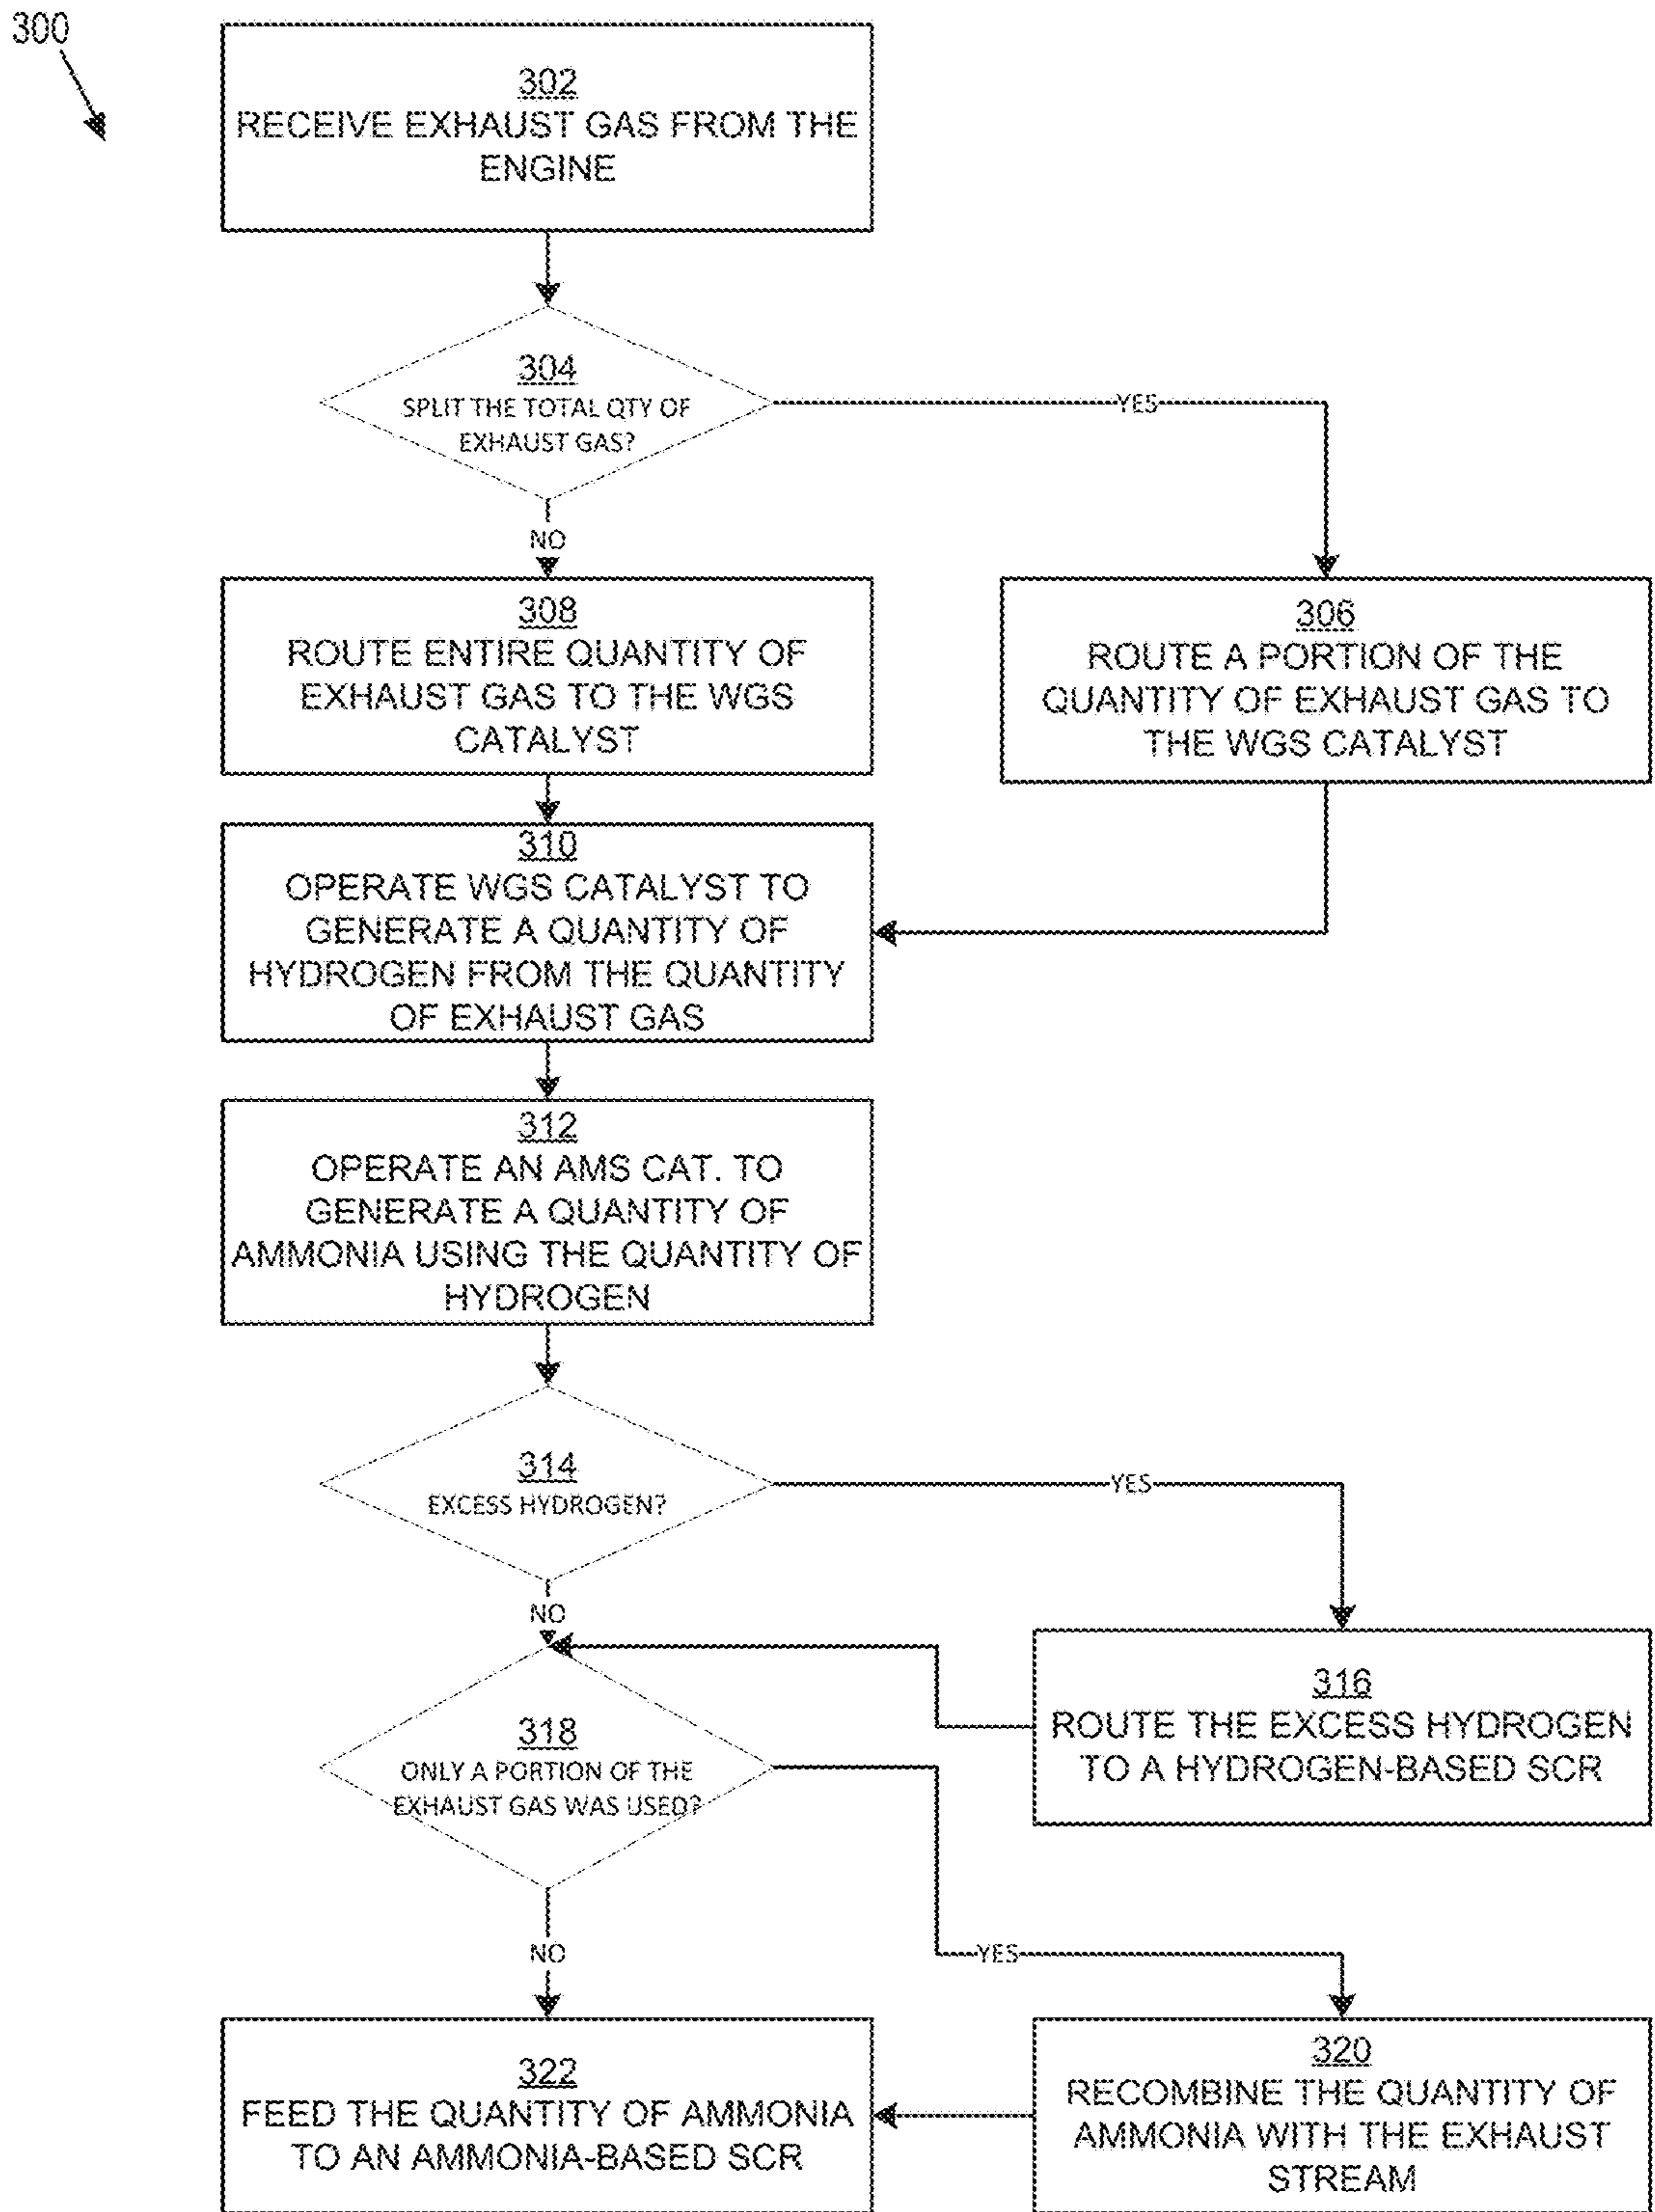 300
302
RECEIVE EXHAUST GAS FROM THE
ENGINE
304
SPLIT THE TOTAL QTY OF
EXHAUST GAS?
YES
NO
308
ROUTE ENTIRE QUANTITY OF
EXHAUST GAS TO THE WGS
CATALYST
306
ROUTE A PORTION OF THE
QUANTITY OF EXHAUST GAS TO
THE WGS CATALYST
310
OPERATE WGS CATALYST TO
GENERATE A QUANTITY OF
HYDROGEN FROM THE QUANTITY
OF EXHAUST GAS
312
OPERATE AN AMS CAT. TO
GENERATE A QUANTITY OF
AMMONIA USING THE QUANTITY OF
HYDROGEN
314
EXCESS HYDROGEN?
YES
NO
316
ROUTE THE EXCESS HYDROGEN
TO A HYDROGEN-BASED SCR
318
ONLY A PORTION OF THE
EXHAUST GAS WAS USED?
NO
YES
322
FEED THE QUANTITY OF AMMONIA
TO AN AMMONIA-BASED SCR
320
RECOMBINE THE QUANTITY OF
AMMONIA WITH THE EXHAUST
STREAM